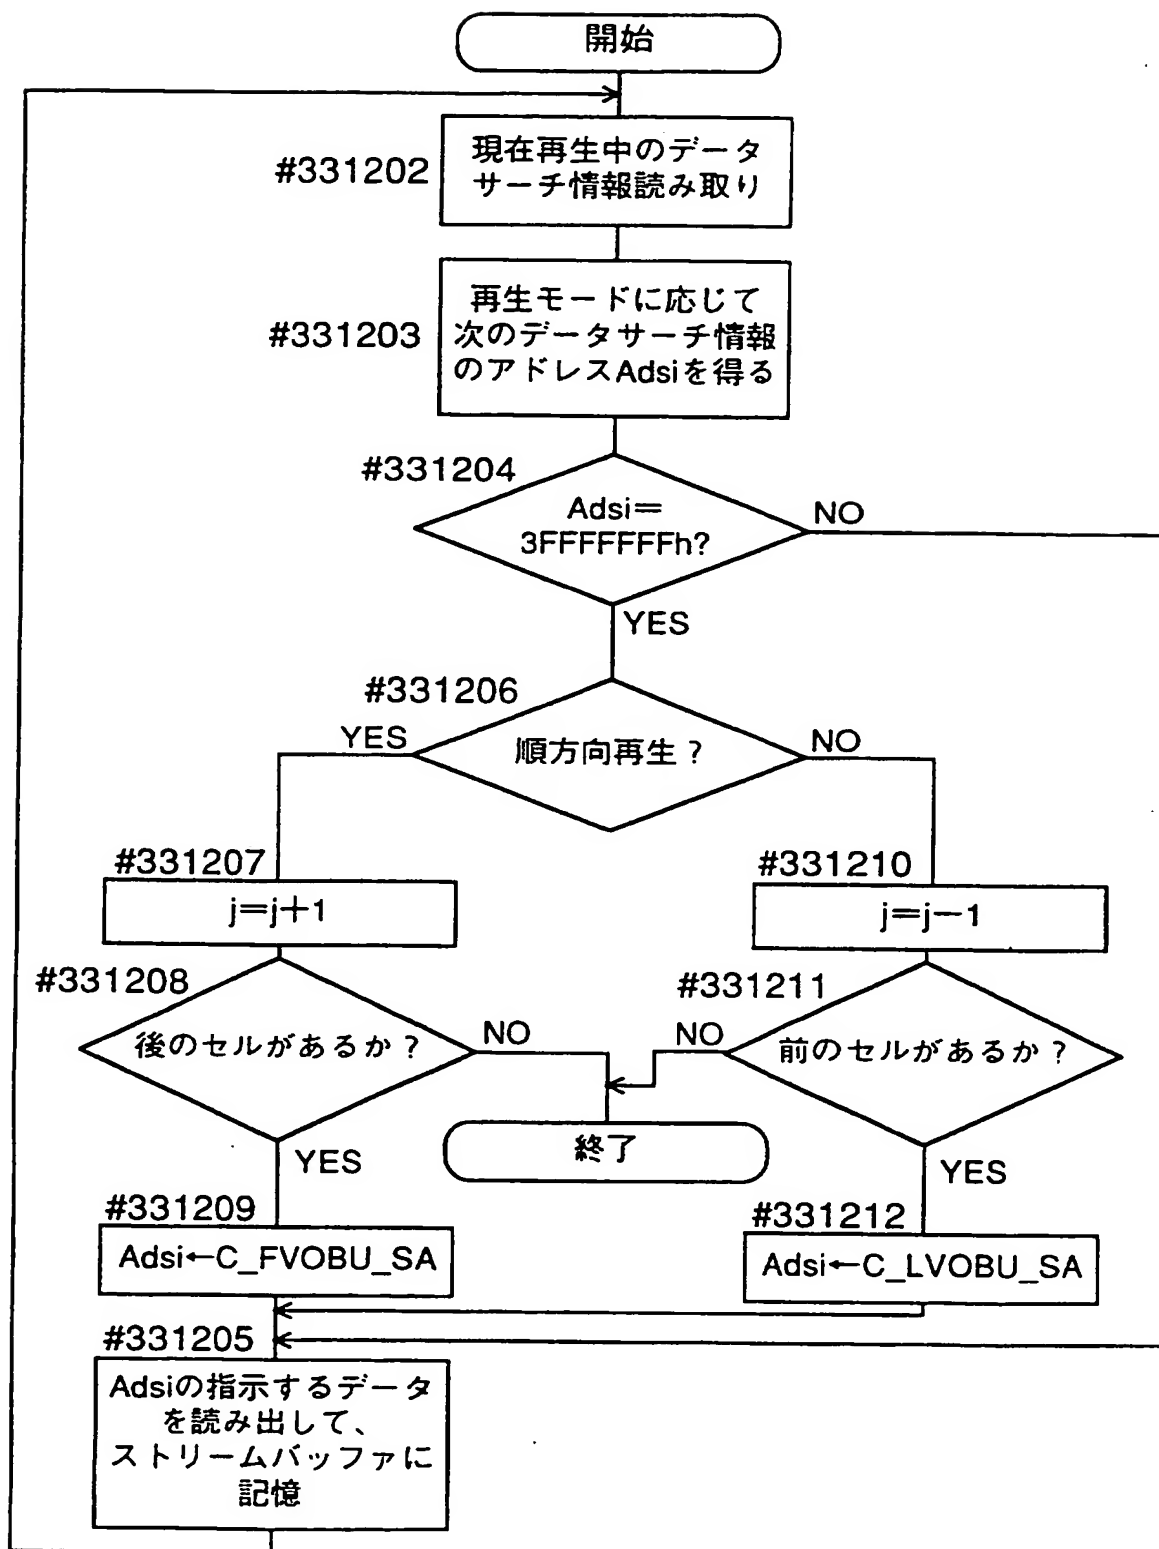 開始
#331202
現在再生中のデータ
サーチ情報読み取り
#331203
再生モードに応じて
次のデータサーチ情報
のアドレスAdsiを得る
#331204
Adsi=
3FFFFFFFh?
NO
YES
#331206
YES
順方向再生?
NO
#331207
j=j+1
#331210
j=j-1
#331208
後のセルがあるか?
NO
#331211
NO
前のセルがあるか?
終了
YES
YES
#331209
Adsi←C_FVOBU_SA
#331212
Adsi←C_LVOBU_SA
#331205
Adsiの指示するデータ
を読み出して、
ストリームバッファに
記憶